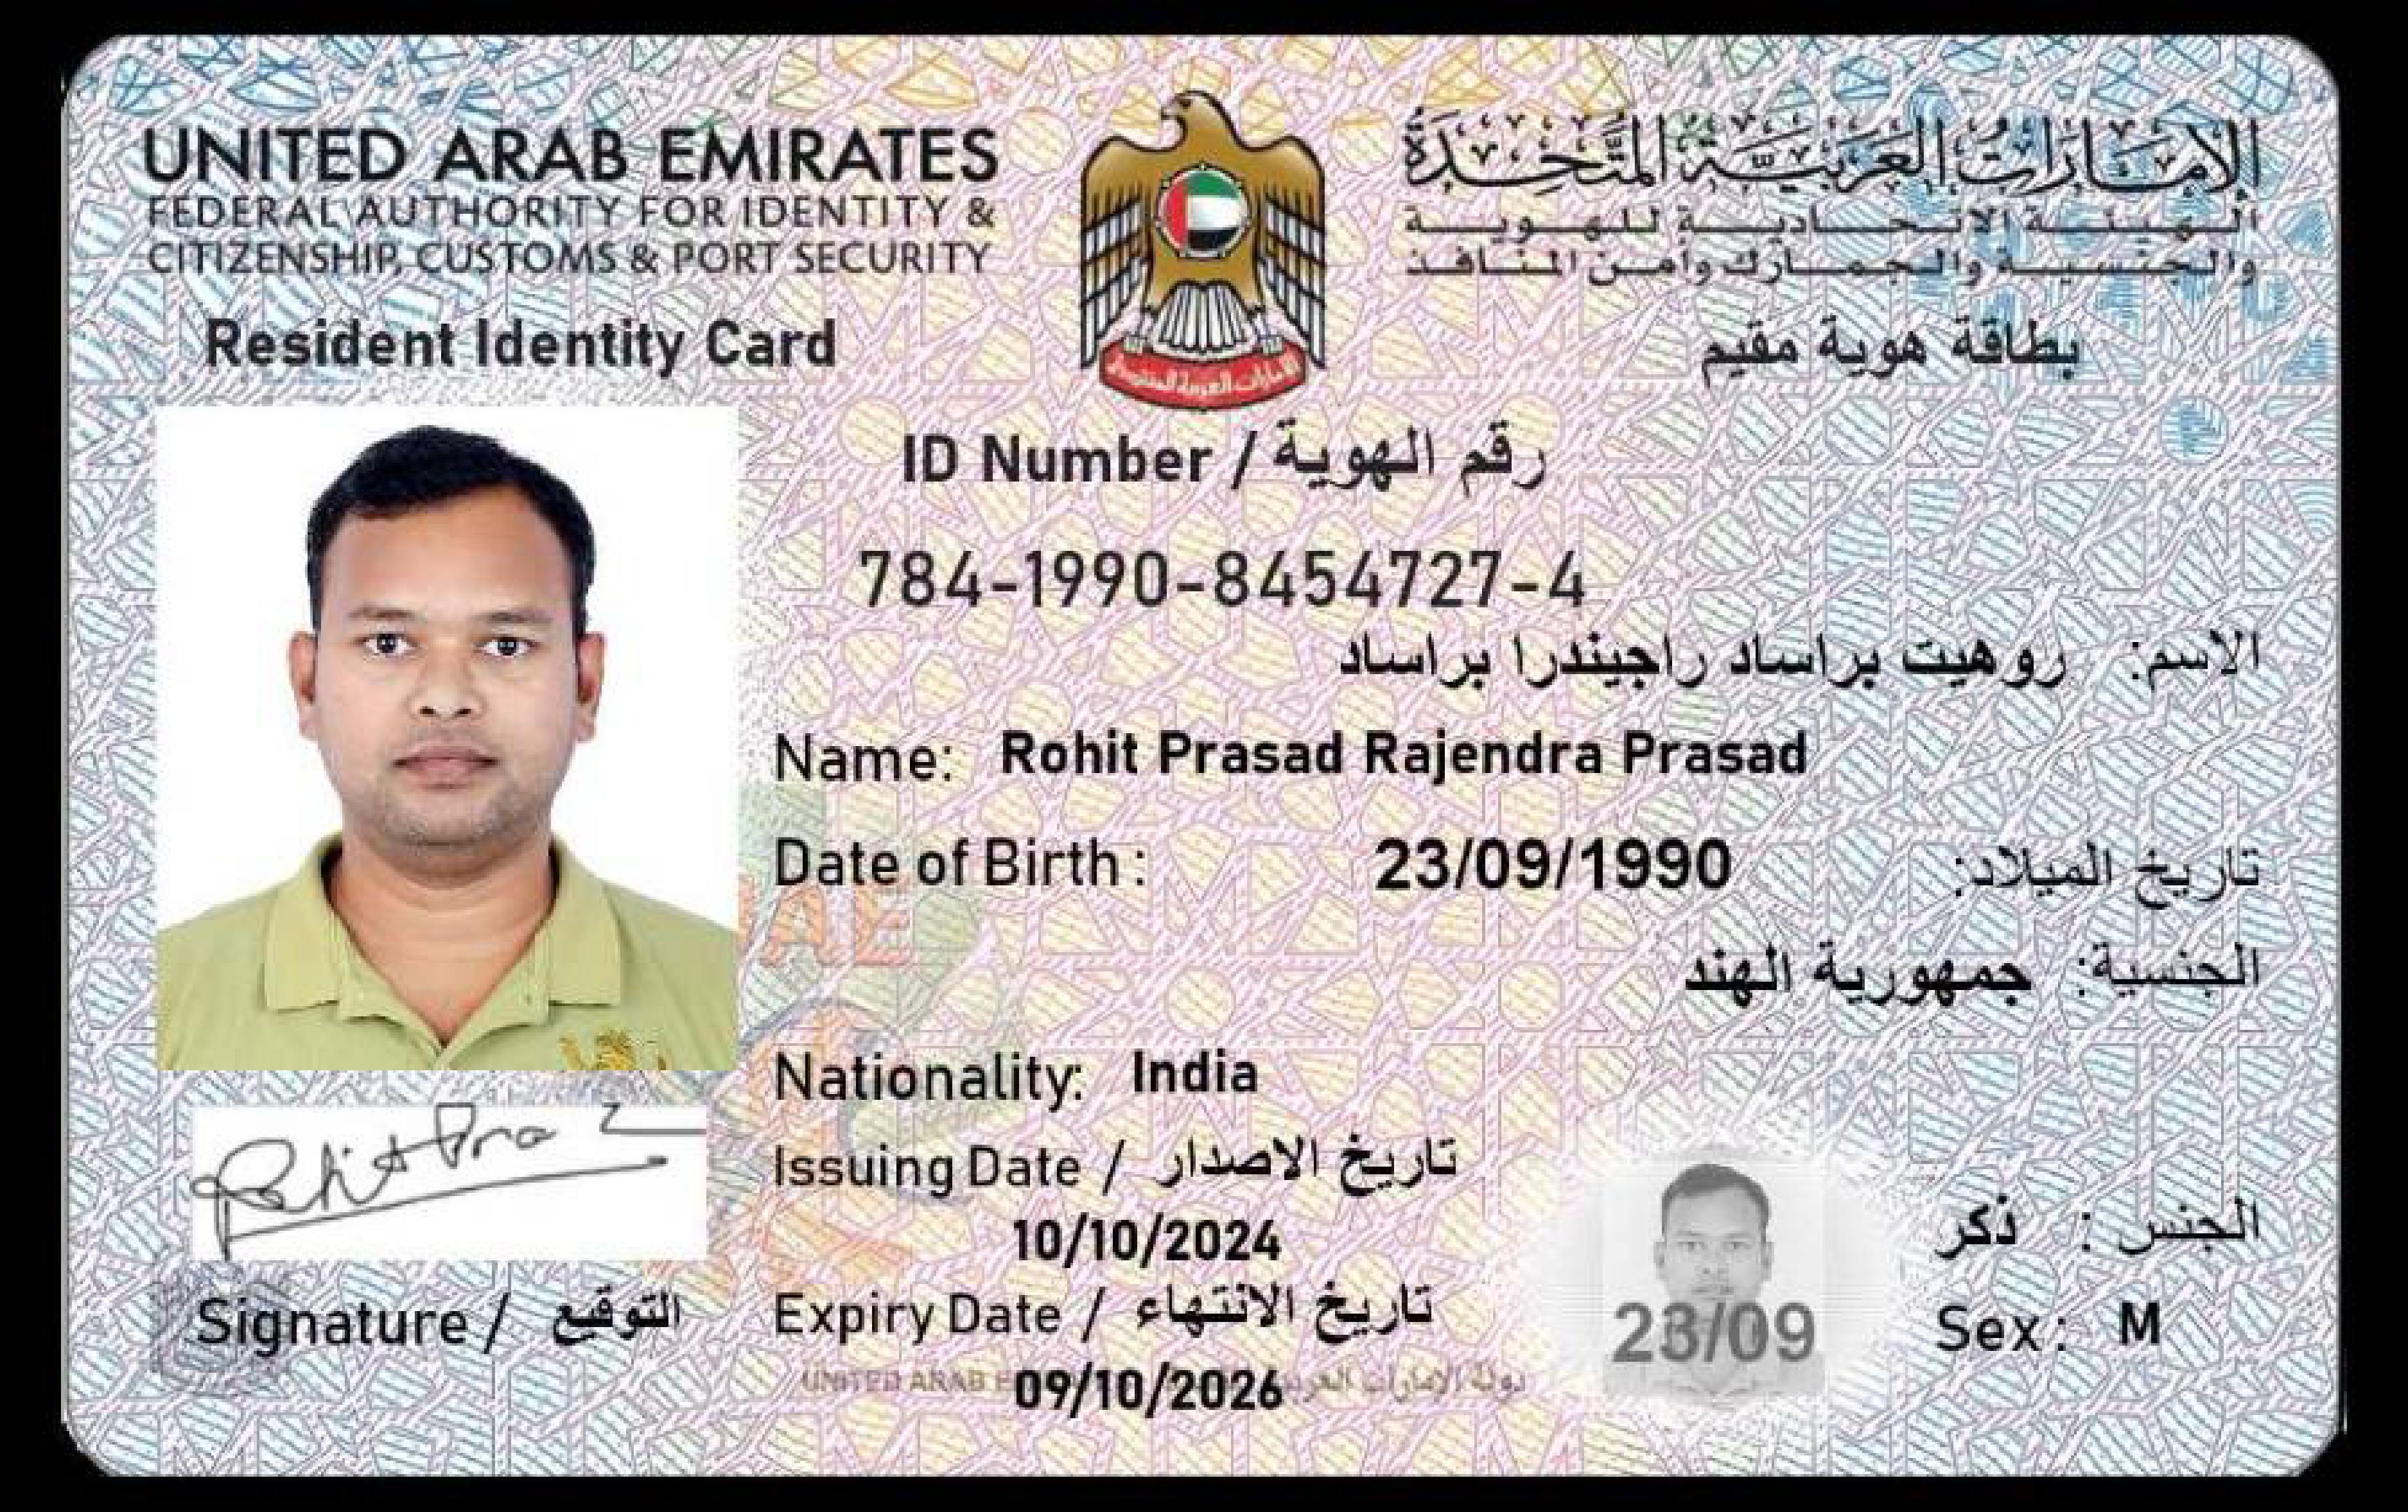 UNITED ARAB EMIRATES
الإمارات العربية المتحدة
FEDERAL AUTHORITY FOR IDENTITY &
CITIZENSHIP, CUSTOMS & PORT SECURITY
الهيئة الاتحادية للهوية
والجنسية والجمارك وأمن المنافذ
Resident Identity Card
بطاقة هوية مقيم
ID Number / رقم الهوية
784-1990-8454727-4
الاسم: روهيت براساد راجيندرا براساد
Name: Rohit Prasad Rajendra Prasad
Date of Birth: 23/09/1990 تاريخ الميلاد:
الجنسية: جمهورية الهند
UAE
Nationality: India
Issuing Date / تاريخ الاصدار
10/10/2024
الجنس : ذكر
Expiry Date / تاريخ الانتهاء
09/10/2026
Sex: M
23/09
Signature / التوقيع
UNITED ARAB
دولة الإمارات